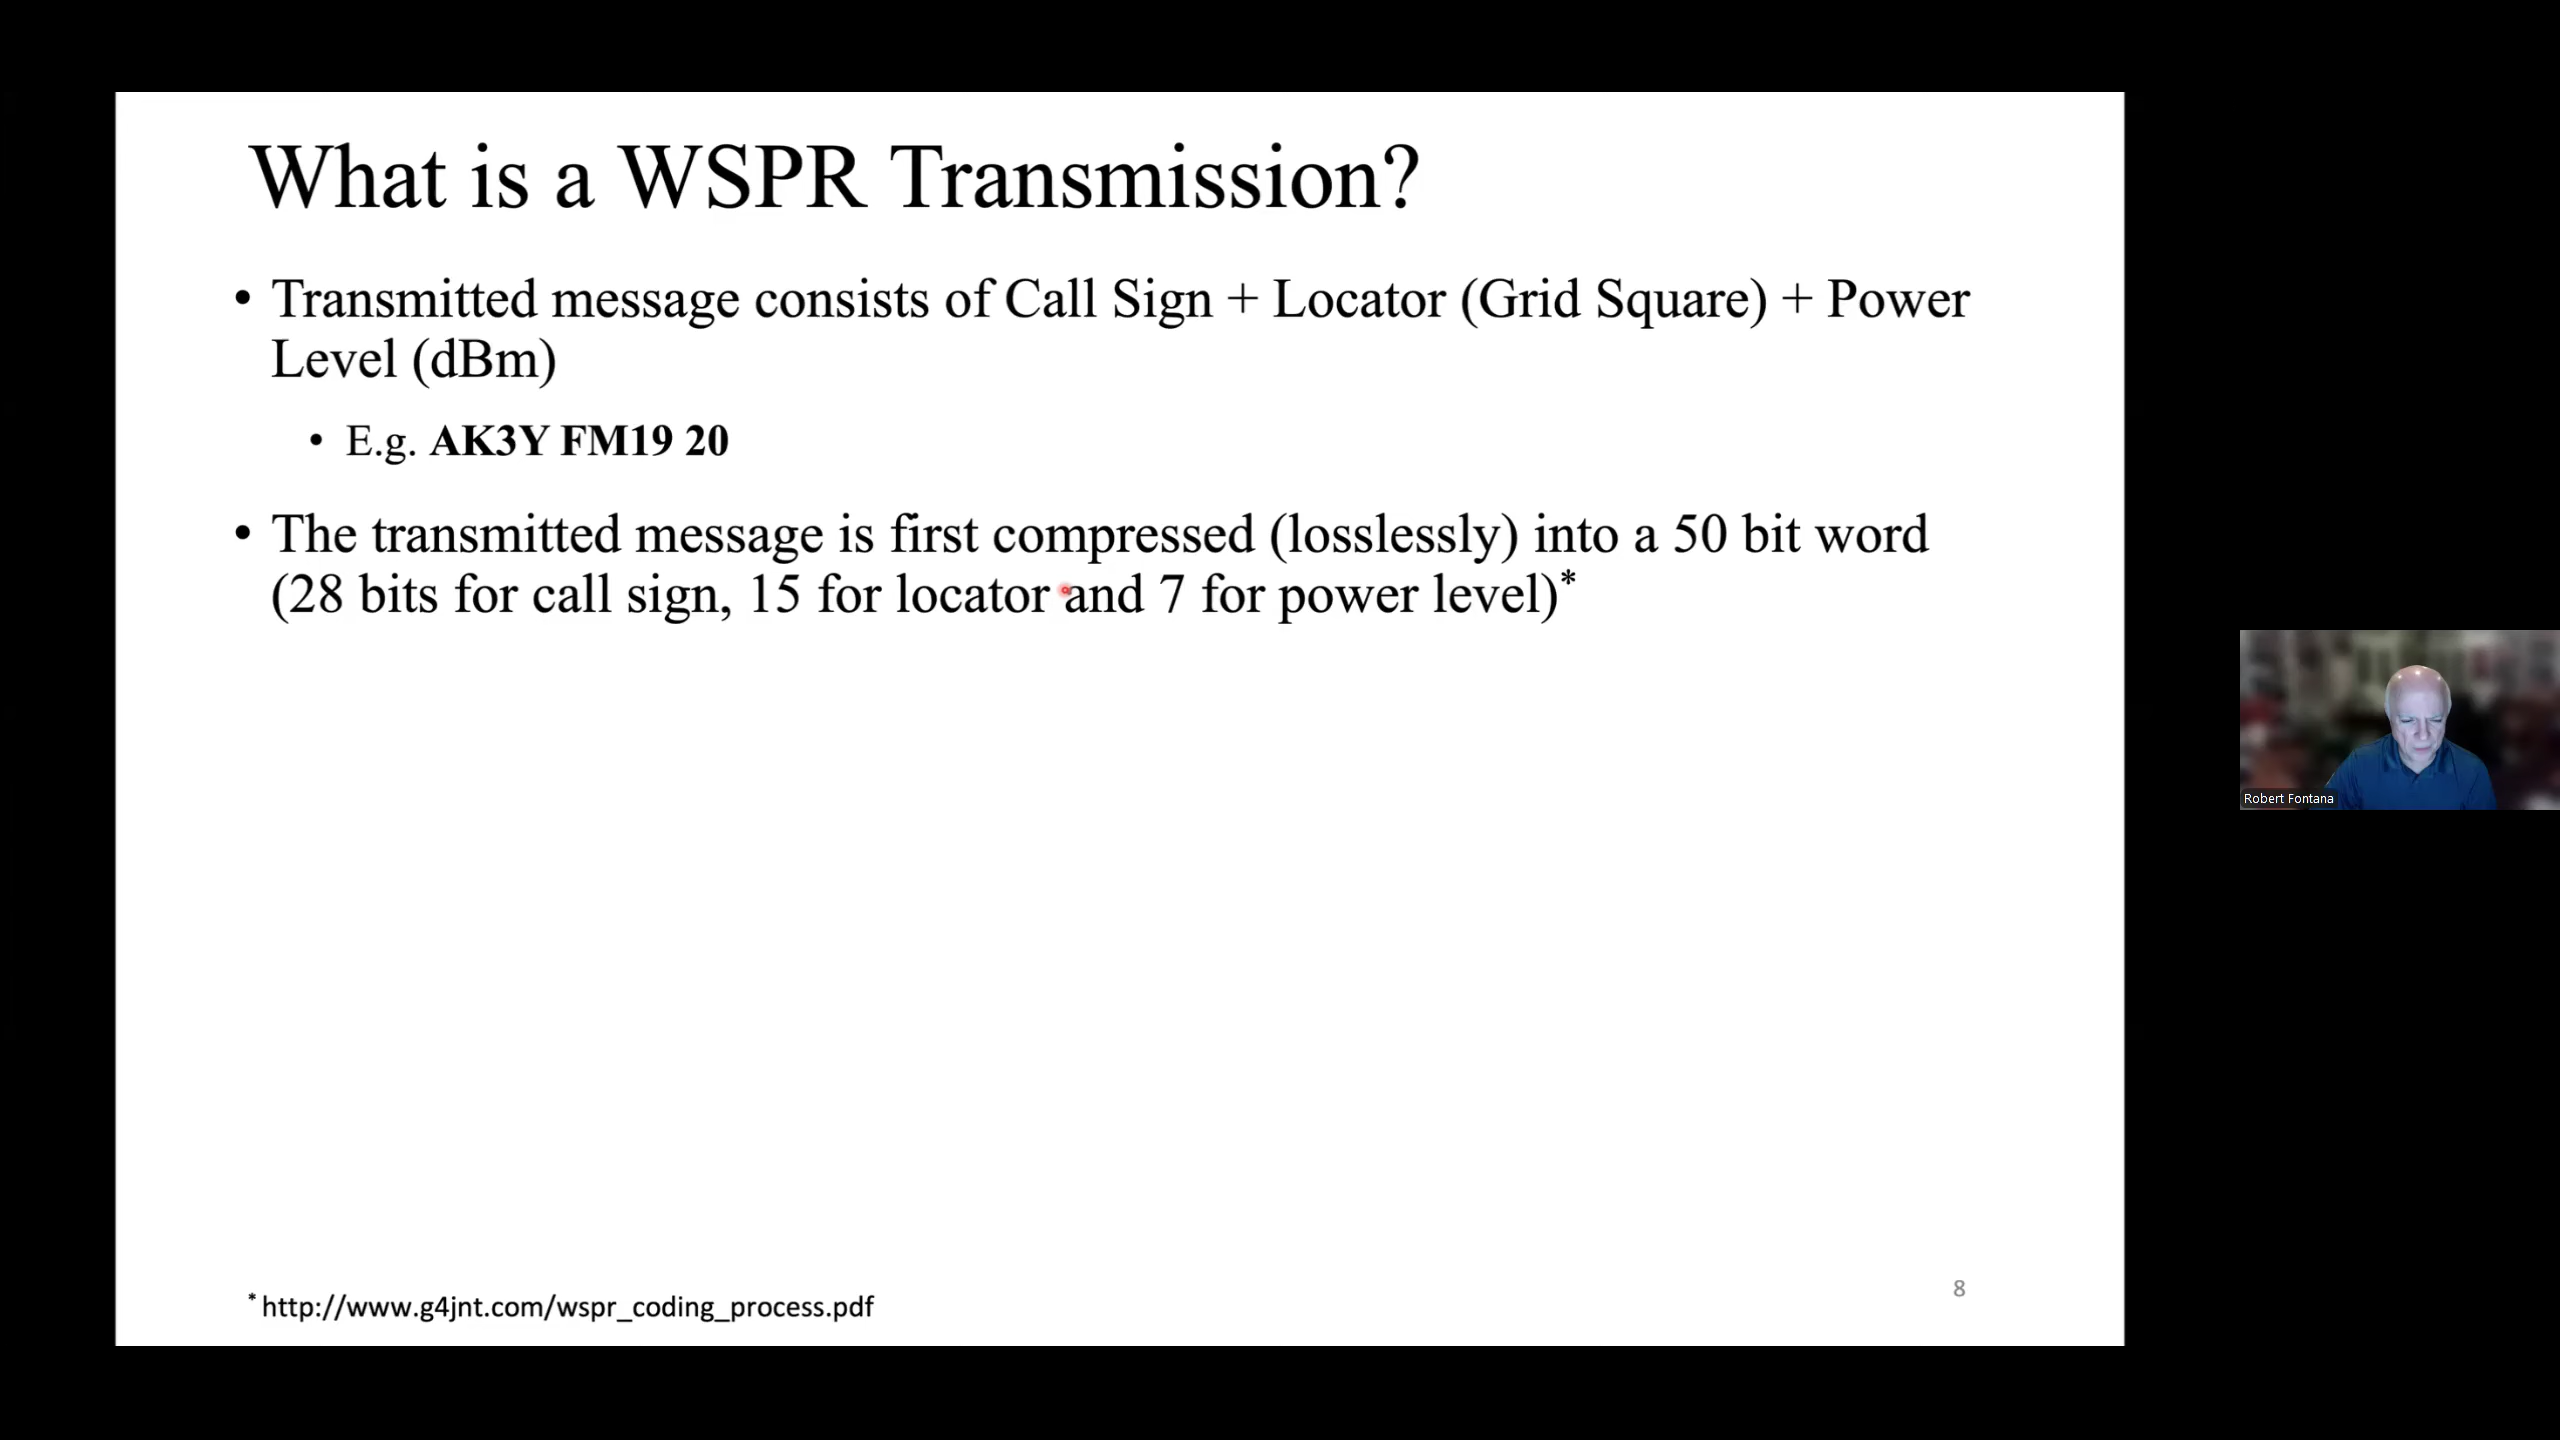 What is a WSPR Transmission?
• Transmitted message consists of Call Sign + Locator (Grid Square) + Power
Level (dBm)
• E.g. AK3Y FM19 20
• The transmitted message is first compressed (losslessly) into a 50 bit word
(28 bits for call sign, 15 for locator and 7 for power level)*
Robert Fontana
* http://www.g4jnt.com/wspr_coding_process.pdf
8